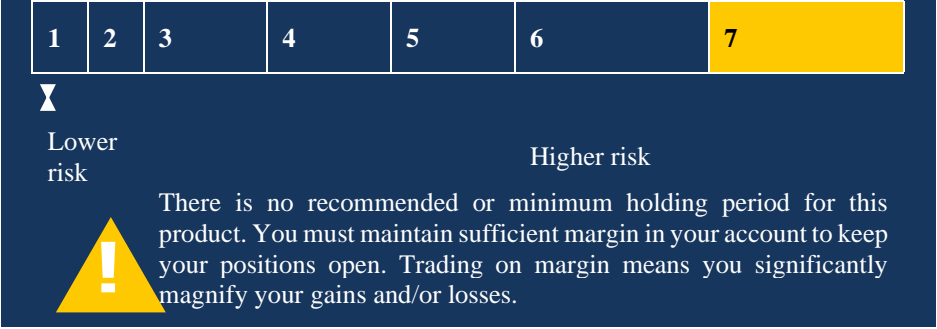 1 2 3 4 5 6 7
Lower
risk
Higher risk
There is no recommended or minimum holding period for this
product. You must maintain sufficient margin in your account to keep
your positions open. Trading on margin means you significantly
magnify your gains and/or losses.
!